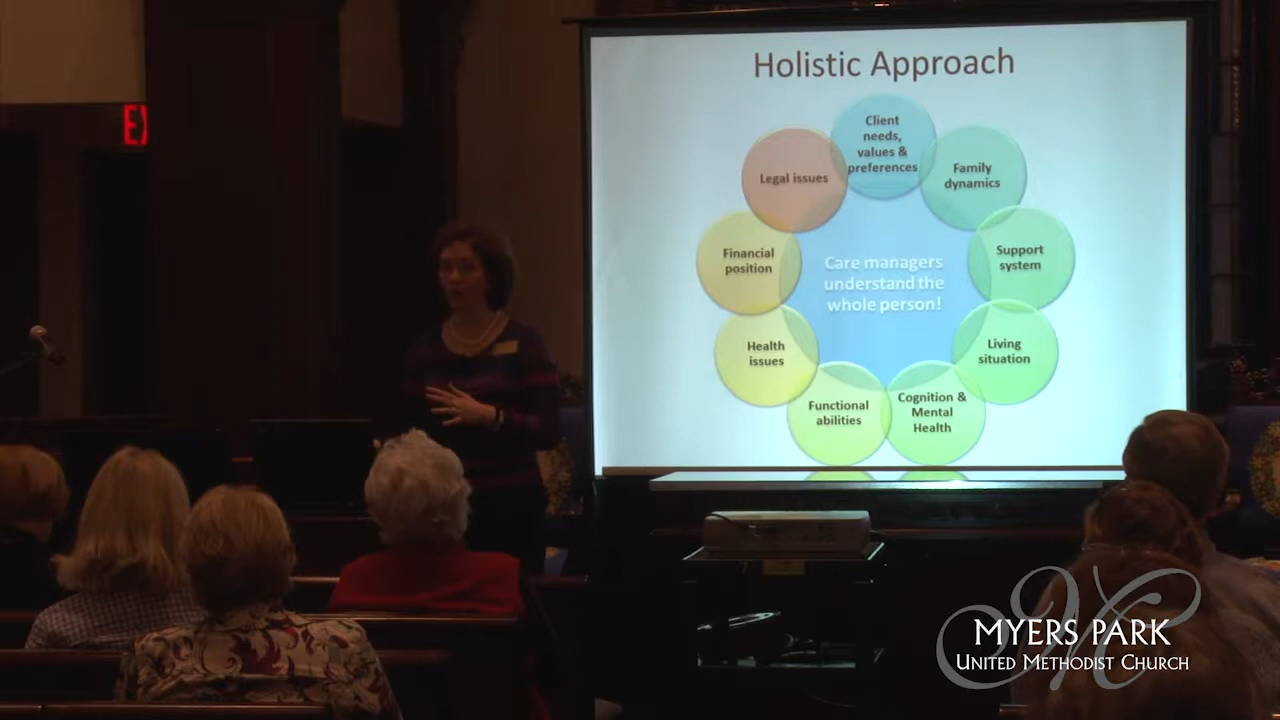 EX
Holistic Approach
Client
needs,
values &
preferences
Family
dynamics
Support
system
Living
situation
Cognition &
Mental
Health
Functional
abilities
Health
issues
Financial
position
Legal issues
Care managers
understand the
whole person!
MYERS PARK
UNITED METHODIST CHURCH